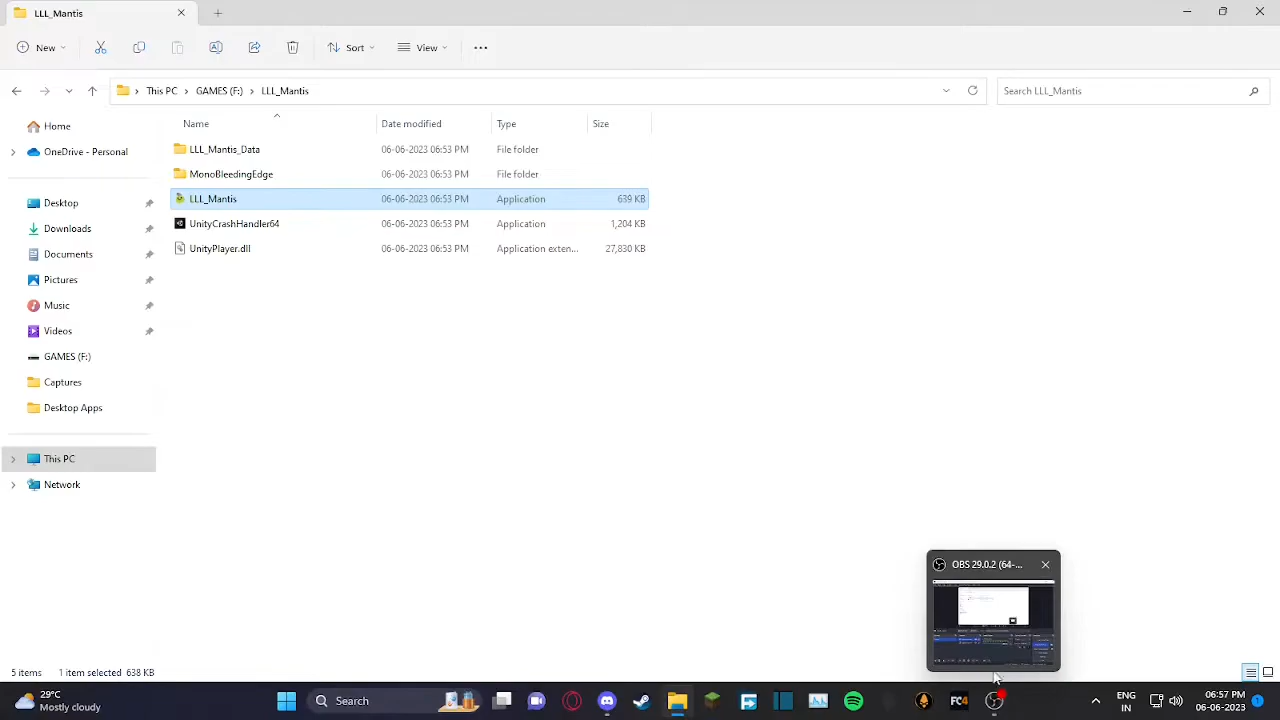 LLL_Mantis
New Sort View
This PC GAMES (F:) LLL_Mantis Search LLL_Mantis
Name Date modified Type Size
Home
OneDrive - Personal
Desktop
Downloads
Documents
Pictures
Music
Videos
GAMES (F:)
Captures
Desktop Apps
This PC
Network
LLL_Mantis_Data 06-06-2023 06:53 PM File folder
MonoBleedingEdge 06-06-2023 06:53 PM File folder
LLL_Mantis 06-06-2023 06:53 PM Application 639 KB
UnityCrashHandler64 06-06-2023 06:53 PM Application 1,204 KB
UnityPlayer.dll 06-06-2023 06:53 PM Application exten... 27,830 KB
OBS 29.0.2 (64-...
5 items 1 item selected 638 KB
29°C
Mostly cloudy
Search
FC4
ENG
IN
06:57 PM
06-06-2023
1